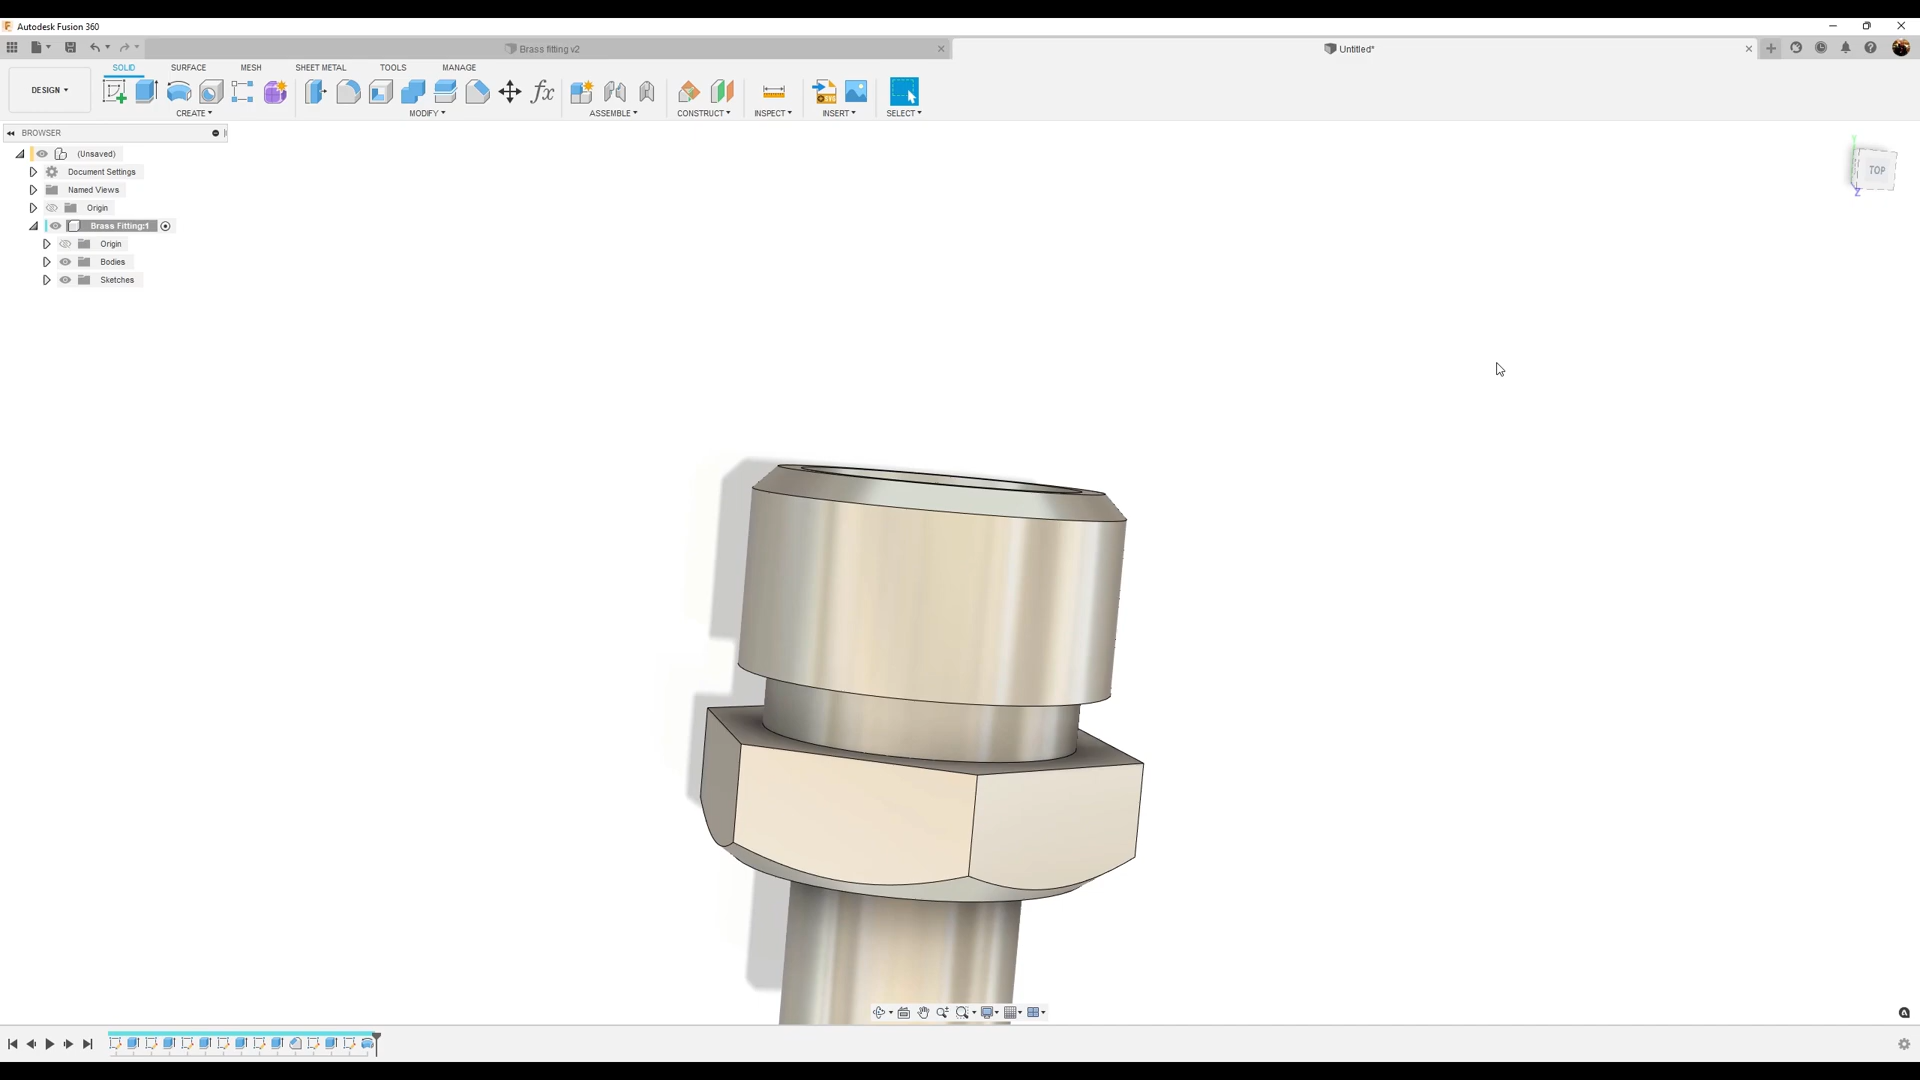 Autodesk Fusion 360
Brass fitting v2
Untitled*
DESIGN
SOLID SURFACE MESH SHEET METAL TOOLS MANAGE
CREATE MODIFY ASSEMBLE CONSTRUCT INSPECT INSERT SELECT
BROWSER
(Unsaved)
Document Settings
Named Views
Origin
Brass Fitting:1
Origin
Bodies
Sketches
TOP
Y
Z